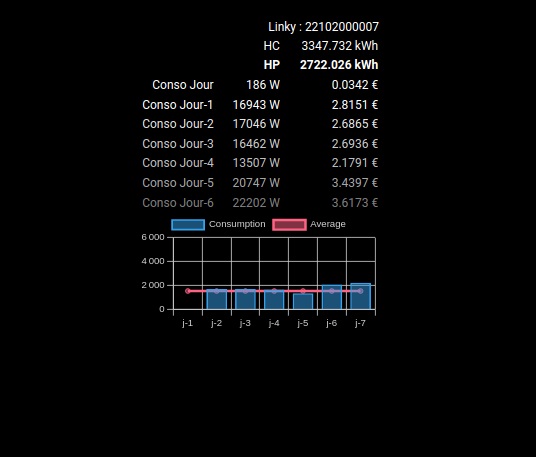 Linky : 22102000007
HC 3347.732 kWh
HP 2722.026 kWh
Conso Jour 186 W 0.0342 €
Conso Jour-1 16943 W 2.8151 €
Conso Jour-2 17046 W 2.6865 €
Conso Jour-3 16462 W 2.6936 €
Conso Jour-4 13507 W 2.1791 €
Conso Jour-5 20747 W 3.4397 €
Conso Jour-6 22202 W 3.6173 €
Consumption Average
6 000
4 000
2 000
0
j-1 j-2 j-3 j-4 j-5 j-6 j-7